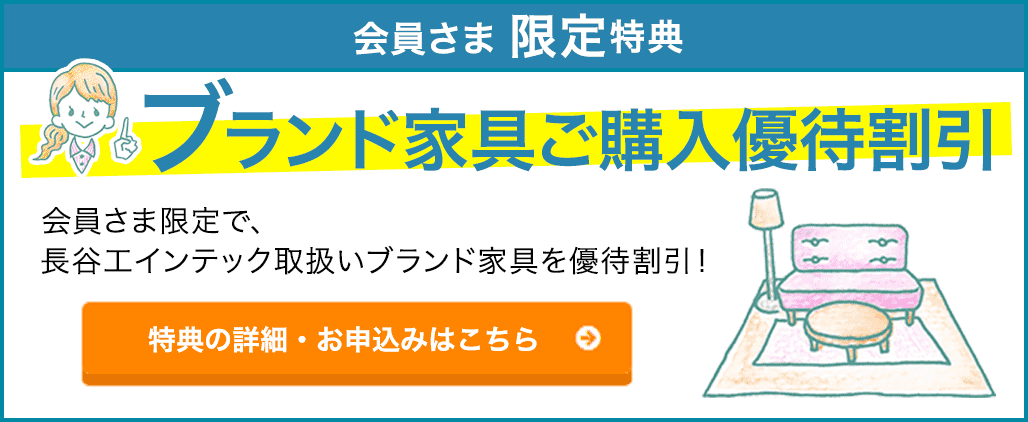 会員さま 限定特典
ブランド家具ご購入優待割引
会員さま限定で、
長谷工インテック取扱いブランド家具を優待割引！
特典の詳細・お申込みはこちら